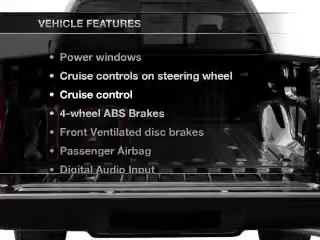 VEHICLE FEATURES
• Power windows
• Cruise controls on steering wheel
• Cruise control
• 4-wheel ABS Brakes
• Front Ventilated disc brakes
• Passenger Airbag
• Digital Audio Input